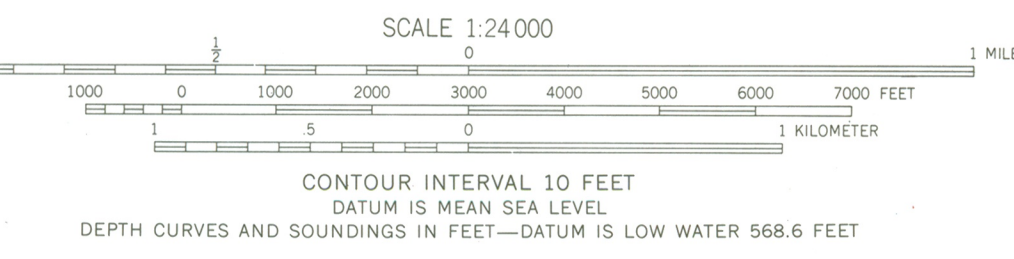 SCALE 1:24 000
1/2 0 1 MILE
1000 0 1000 2000 3000 4000 5000 6000 7000 FEET
1 .5 0 1 KILOMETER
CONTOUR INTERVAL 10 FEET
DATUM IS MEAN SEA LEVEL
DEPTH CURVES AND SOUNDINGS IN FEET—DATUM IS LOW WATER 568.6 FEET